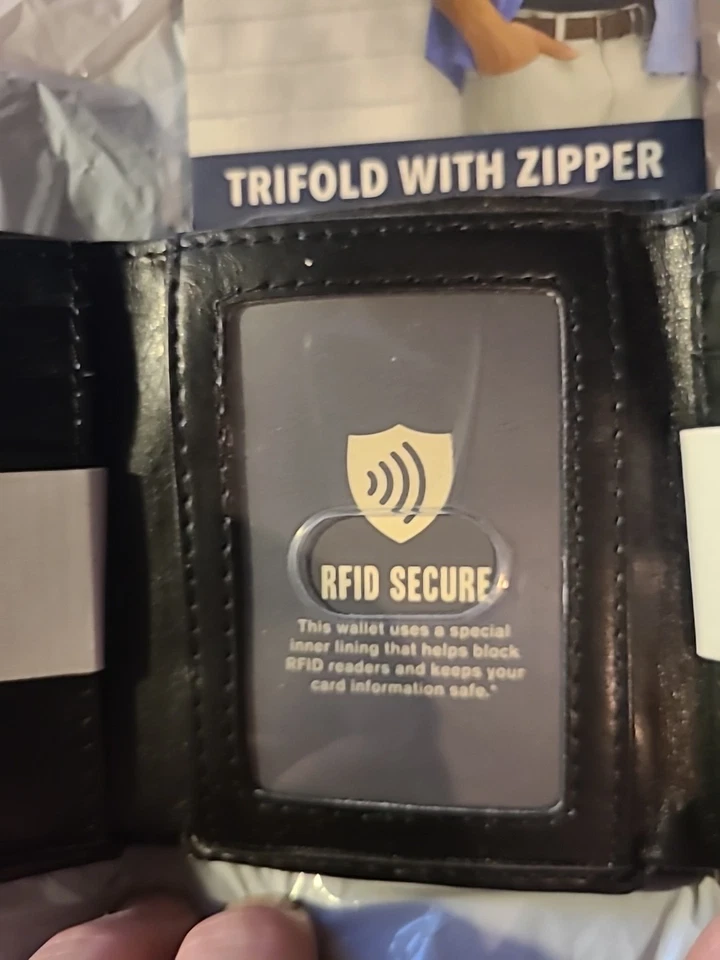 TRIFOLD WITH ZIPPER
RFID SECURE*
This wallet uses a special
inner lining that helps block
RFID readers and keeps your
card information safe.*